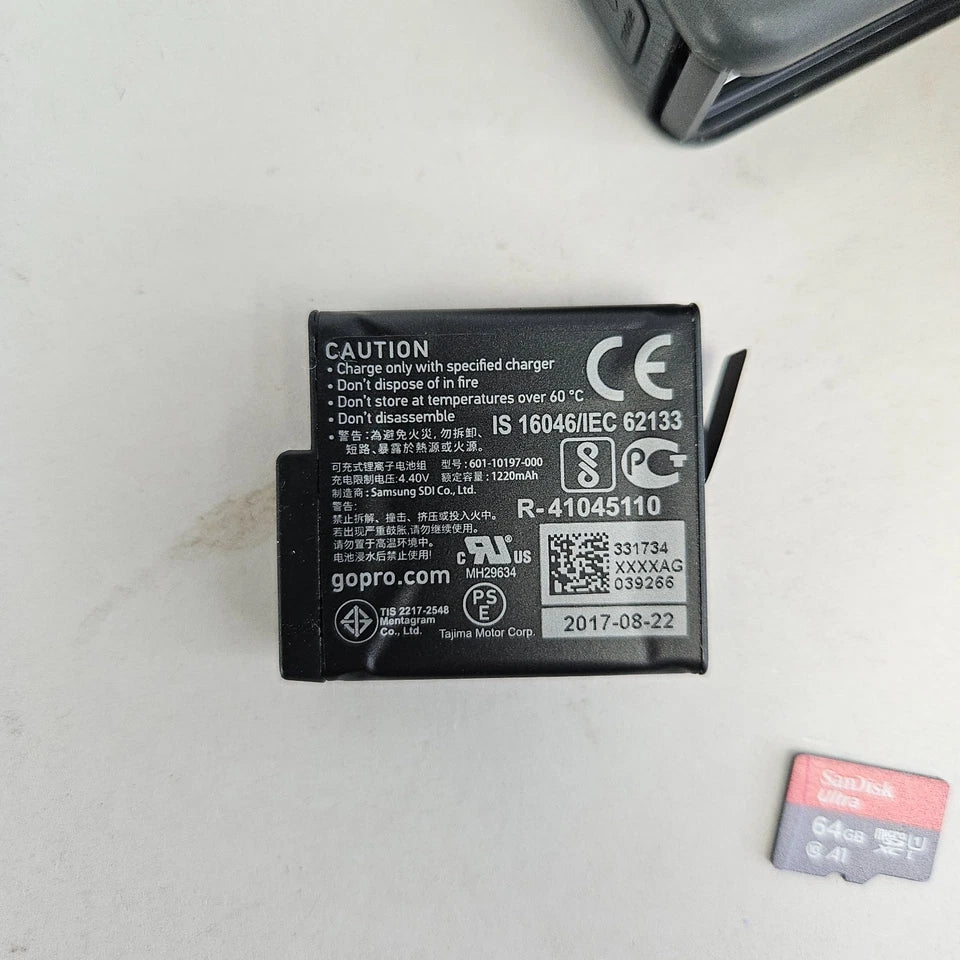 CAUTION
• Charge only with specified charger
• Don't dispose of in fire
• Don't store at temperatures over 60 °C
• Don't disassemble
CE
IS 16046/IEC 62133
• 警告:為避免火災, 勿拆卸、
短路、暴露於熱源或火源。
可充式锂离子电池组 型号: 601-10197-000
充电限制电压: 4.40V 额定容量: 1220mAh
制造商: Samsung SDI Co., Ltd.
警告:
禁止拆解、撞击、挤压或投入火中。
若出现严重鼓胀,请勿继续使用。
请勿置于高温环境中。
电池浸水后禁止使用!
R-41045110
c RU ® US
MH29634
gopro.com
331734
XXXXAG
039266
2017-08-22
TIS 2217-2548
Mentagram
Co., Ltd.
PS
E
Tajima Motor Corp.
SanDisk
Ultra
64GB
micro
XC I
1
10 A1